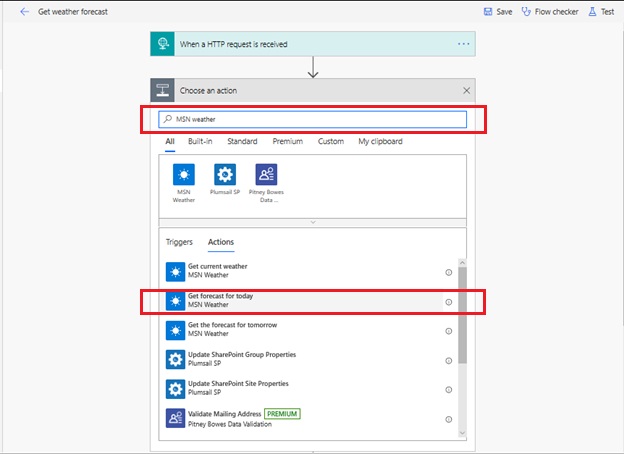 Get weather forecast
Save
Flow checker
Test
When a HTTP request is received
Choose an action
MSN weather
All
Built-in
Standard
Premium
Custom
My clipboard
MSN
Weather
Plumsail SP
Pitney Bowes
Data ...
Triggers
Actions
Get current weather
MSN Weather
Get forecast for today
MSN Weather
Get the forecast for tomorrow
MSN Weather
Update SharePoint Group Properties
Plumsail SP
Update SharePoint Site Properties
Plumsail SP
Validate Mailing Address PREMIUM
Pitney Bowes Data Validation